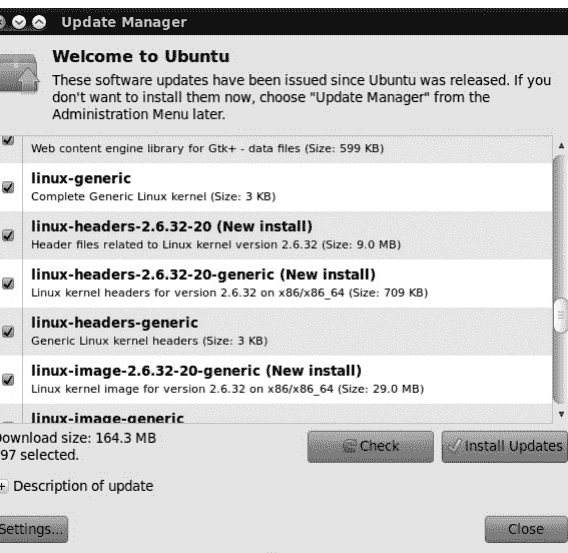 Update Manager
Welcome to Ubuntu
These software updates have been issued since Ubuntu was released. If you
don't want to install them now, choose "Update Manager" from the
Administration Menu later.
Web content engine library for Gtk+ - data files (Size: 599 KB)
linux-generic
Complete Generic Linux kernel (Size: 3 KB)
linux-headers-2.6.32-20 (New install)
Header files related to Linux kernel version 2.6.32 (Size: 9.0 MB)
linux-headers-2.6.32-20-generic (New install)
Linux kernel headers for version 2.6.32 on x86/x86_64 (Size: 709 KB)
linux-headers-generic
Generic Linux kernel headers (Size: 3 KB)
linux-image-2.6.32-20-generic (New install)
Linux kernel image for version 2.6.32 on x86/x86_64 (Size: 29.0 MB)
linux-image-generic
ownload size: 164.3 MB
97 selected.
Check
Install Updates
Description of update
Settings...
Close